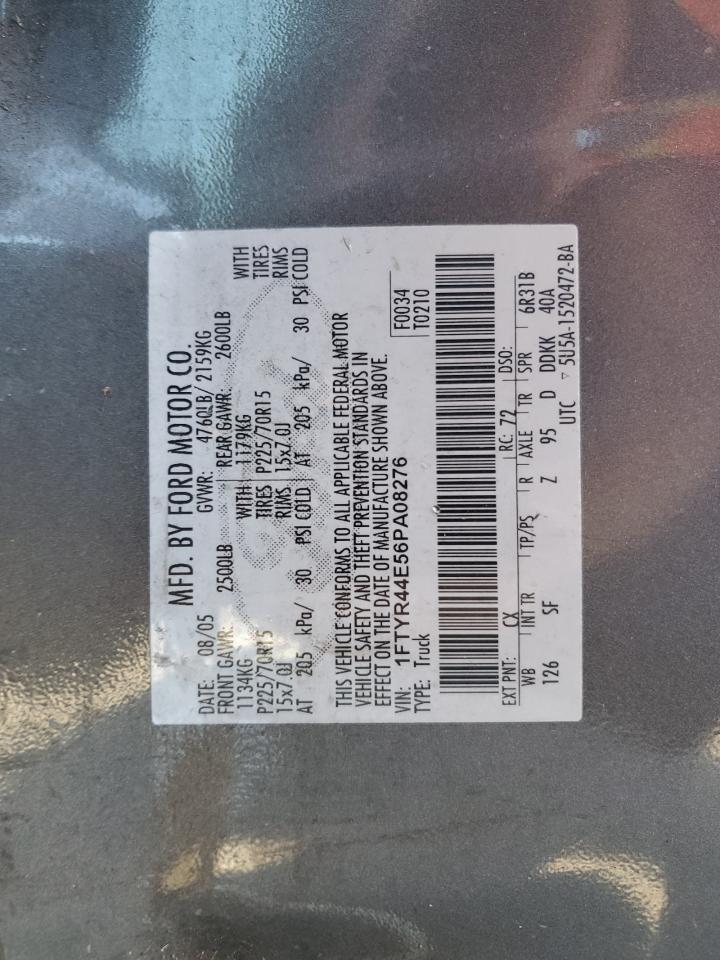 MFD. BY FORD MOTOR CO.
DATE: 08/05 GVWR: 4760LB/ 2159KG
FRONT GAWR: 2500LB REAR GAWR: 2600LB
1134KG WITH 1179KG WITH
P225/70R15 TIRES P225/70R15 TIRES
15x7.0J RIMS 15x7.0J RIMS
AT 205 kPa/ 30 PSI COLD AT 205 kPa/ 30 PSI COLD
THIS VEHICLE CONFORMS TO ALL APPLICABLE FEDERAL MOTOR
VEHICLE SAFETY AND THEFT PREVENTION STANDARDS IN
EFFECT ON THE DATE OF MANUFACTURE SHOWN ABOVE.
VIN: 1FTYR44E56PA08276 F0034
TYPE: Truck T0210
EXT PNT: CX RC: 72 DSO:
WB INT TR TP/PS R AXLE TR SPR 6R31B
126 SF Z 95 D DDKK 40A
UTC ▽ 5U5A-1520472-BA